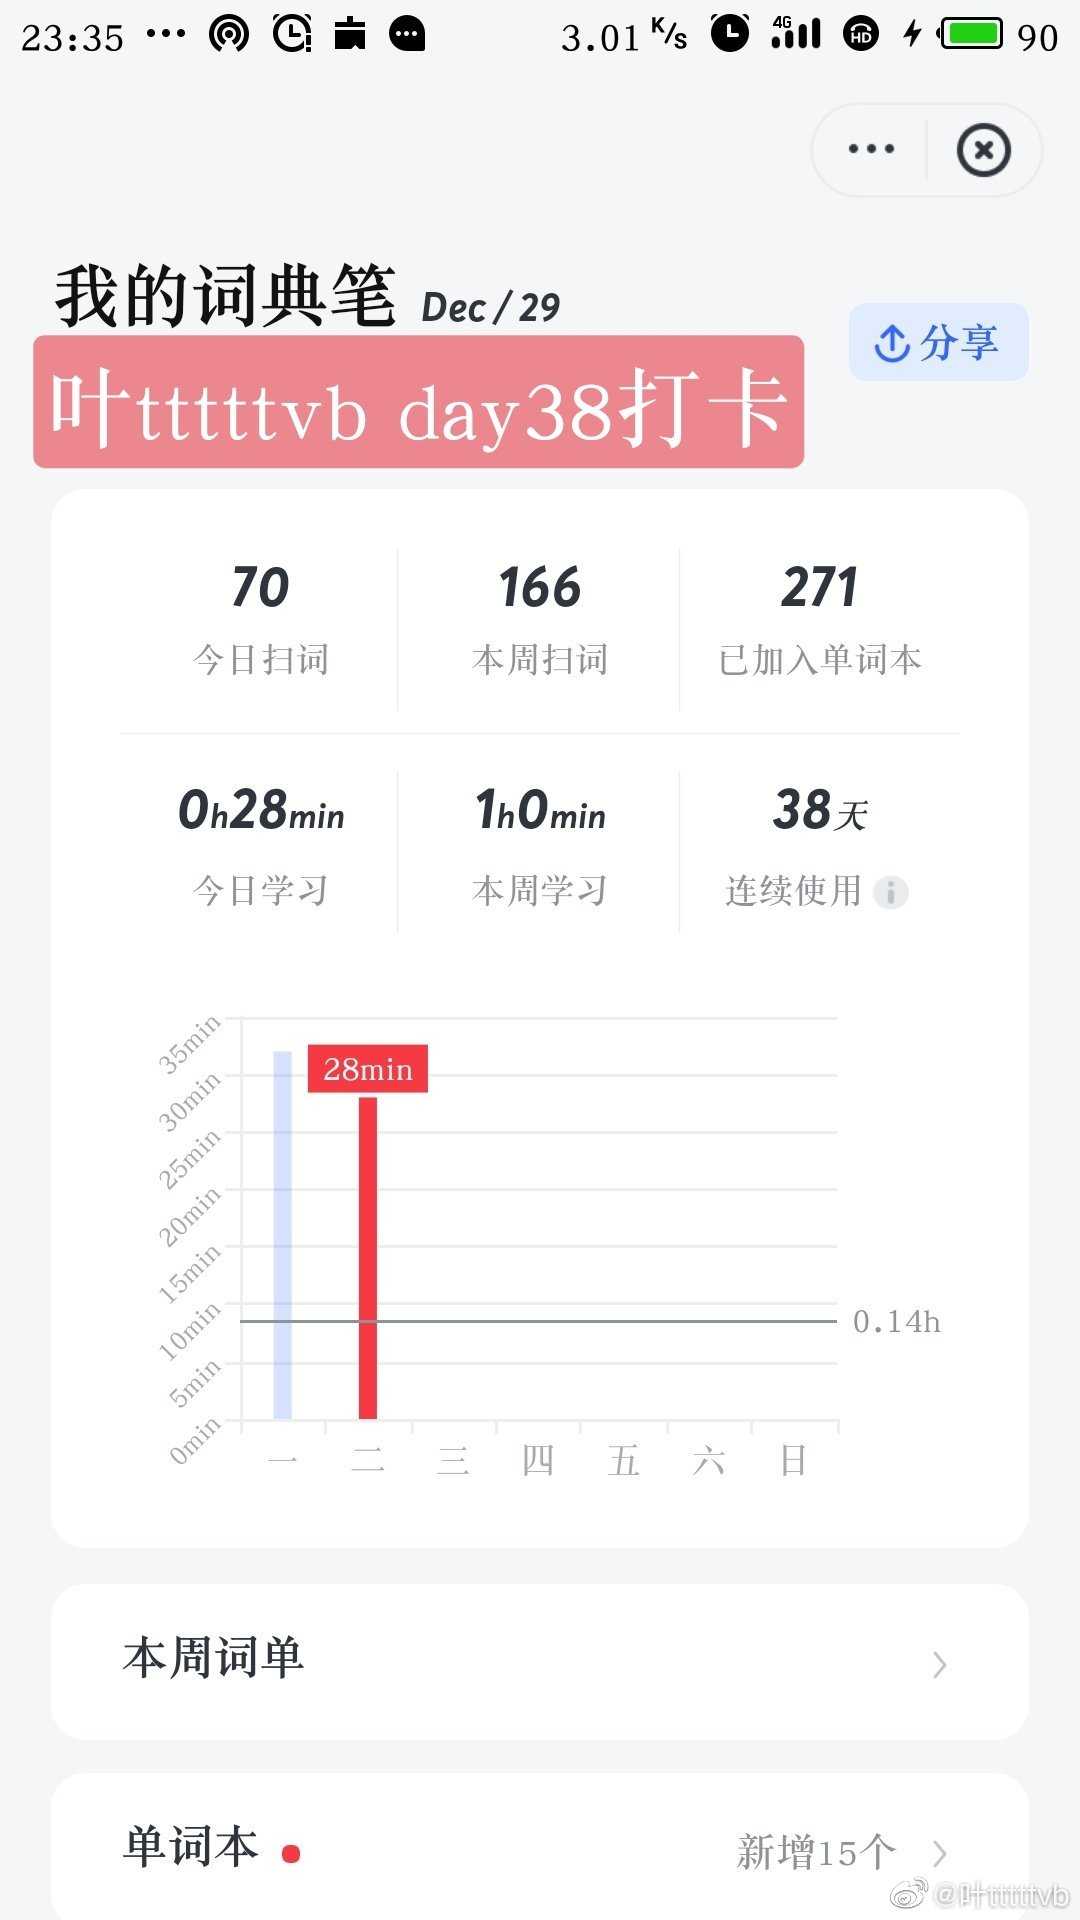 23:35 3.01 K/s 4G HD 90
我的词典笔 Dec / 29
分享
叶tttttvb day38打卡
70 166 271
今日扫词 本周扫词 已加入单词本
0h28min 1h0min 38天
今日学习 本周学习 连续使用
35min
28min
30min
25min
20min
15min
10min
0.14h
5min
0min
一 二 三 四 五 六 日
本周词单
单词本 新增15个
@叶tttttvb